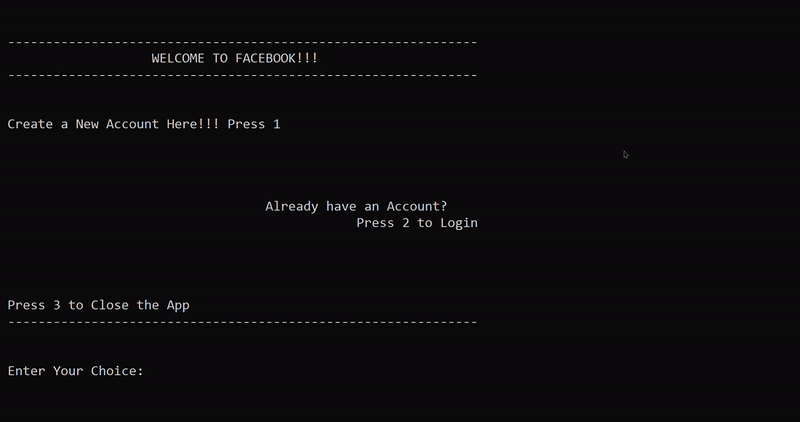 --------------------------------------------------------------
WELCOME TO FACEBOOK!!!
--------------------------------------------------------------
Create a New Account Here!!! Press 1
Already have an Account?
Press 2 to Login
Press 3 to Close the App
--------------------------------------------------------------
Enter Your Choice: